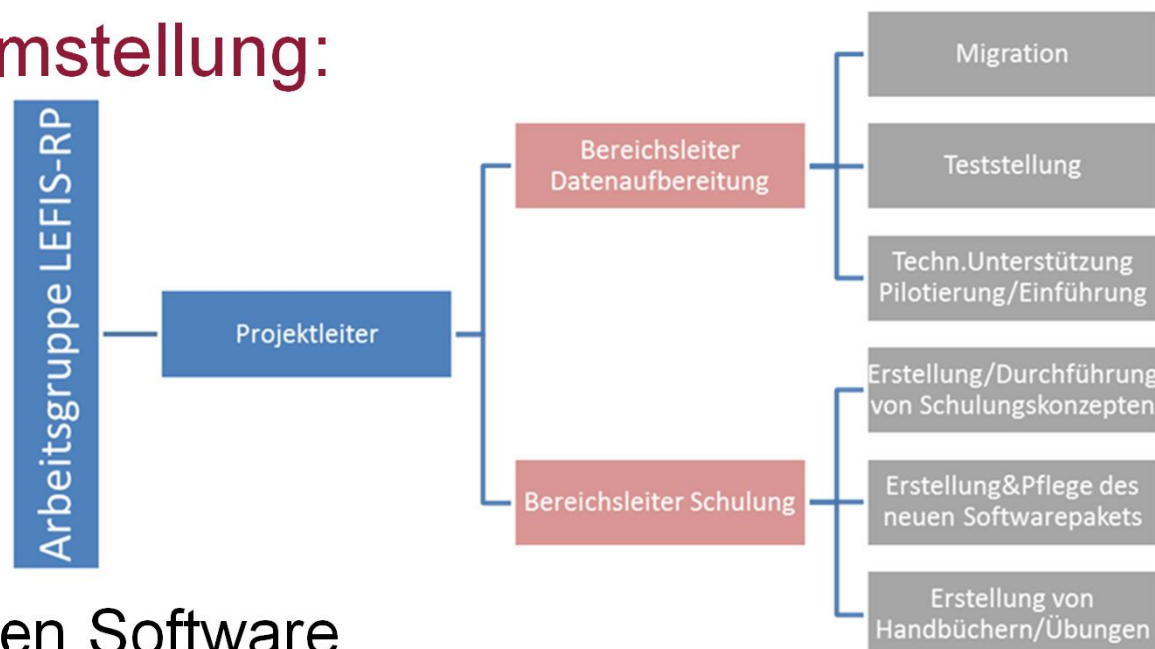 mstellung:
Arbeitsgruppe LEFIS-RP
Projektleiter
Bereichsleiter
Datenaufbereitung
Migration
Teststellung
Techn.Unterstützung
Pilotierung/Einführung
Bereichsleiter Schulung
Erstellung/Durchführung
von Schulungskonzepten
Erstellung&Pflege des
neuen Softwarepakets
Erstellung von
Handbüchern/Übungen
en Software